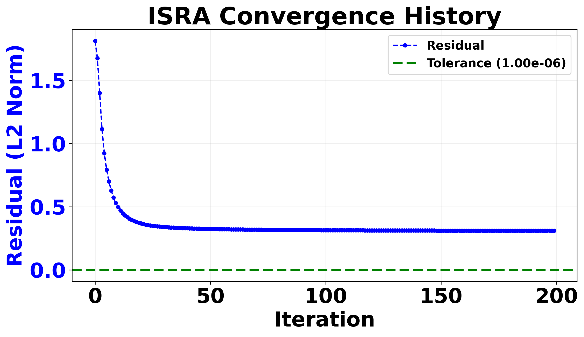 ISRA Convergence History
Residual
Tolerance (1.00e-06)
Residual (L2 Norm)
1.5
1.0
0.5
0.0
0 50 100 150 200
Iteration